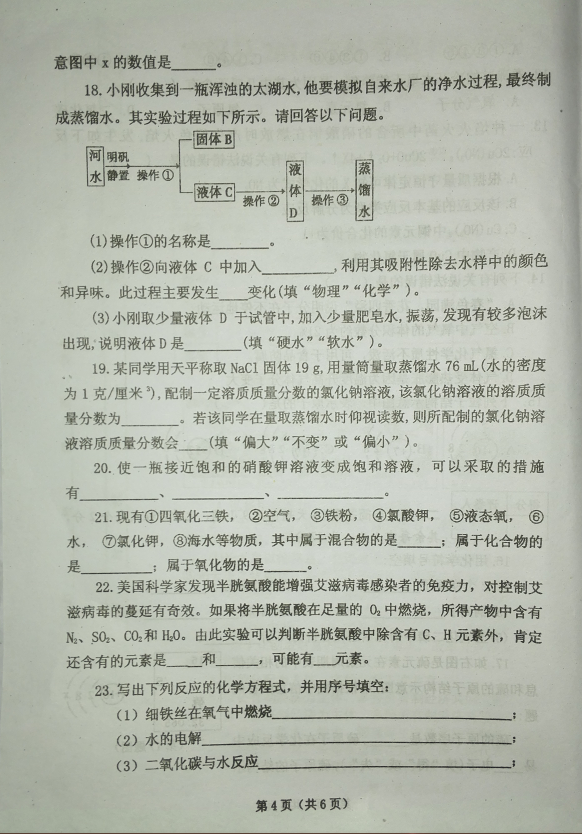 意图中 x 的数值是______。
18.小刚收集到一瓶浑浊的太湖水,他要模拟自来水厂的净水过程,最终制
成蒸馏水。其实验过程如下所示。请回答以下问题。
河水 明矾 静置 操作① 固体 B 液体 C 操作② 液体 D 操作③ 蒸馏水
(1)操作①的名称是________。
(2)操作②向液体 C 中加入__________,利用其吸附性除去水样中的颜色
和异味。此过程主要发生____变化(填“物理”“化学”)。
(3)小刚取少量液体 D 于试管中,加入少量肥皂水,振荡,发现有较多泡沫
出现,说明液体 D 是________(填“硬水”“软水”)。
19.某同学用天平称取 NaCl 固体 19 g,用量筒量取蒸馏水 76 mL(水的密度
为 1 克/厘米³),配制一定溶质质量分数的氯化钠溶液,该氯化钠溶液的溶质质
量分数为________。若该同学在量取蒸馏水时仰视读数,则所配制的氯化钠溶
液溶质质量分数会____(填“偏大”“不变”或“偏小”)。
20. 使一瓶接近饱和的硝酸钾溶液变成饱和溶液，可以采取的措施
有___________、_____________、_______________。
21.现有①四氧化三铁， ②空气， ③铁粉， ④氯酸钾， ⑤液态氧， ⑥
水， ⑦氯化钾，⑧海水等物质，其中属于混合物的是______；属于化合物的
是__________；属于氧化物的是______。
22.美国科学家发现半胱氨酸能增强艾滋病毒感染者的免疫力，对控制艾
滋病毒的蔓延有奇效。如果将半胱氨酸在足量的 O₂ 中燃烧，所得产物中含有
N₂、SO₂、CO₂和 H₂O。由此实验可以判断半胱氨酸中除含有 C、H 元素外，肯定
还含有的元素是_____和______，可能有___元素。
23.写出下列反应的化学方程式，并用序号填空：
（1）细铁丝在氧气中燃烧__________________________________；
（2）水的电解____________________________________________；
（3）二氧化碳与水反应____________________________________；
第 4 页（共 6 页）